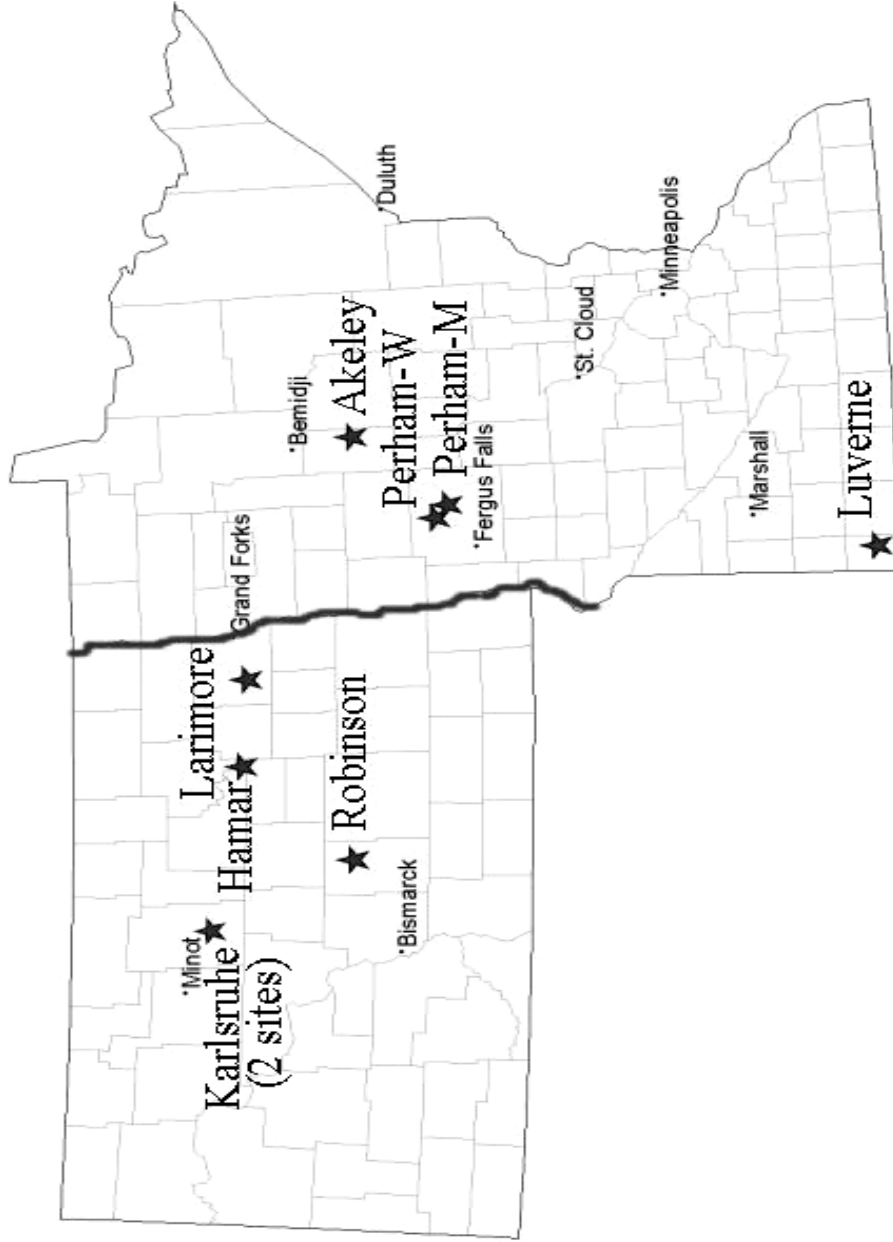 Minot
Karlsruhe
(2 sites)
Hamar
Larimore
Grand Forks
Robinson
Bismarck
Bemidji
Akeley
Duluth
Perham-W
Perham-M
Fergus Falls
St. Cloud
Minneapolis
Marshall
Luverne